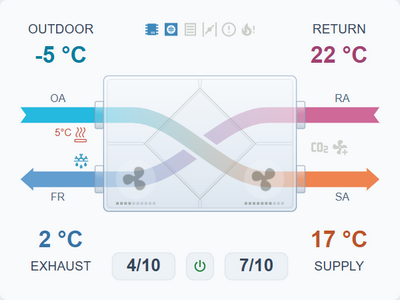 OUTDOOR
RETURN
-5 °C
22 °C
OA
RA
5°C
CO2
FR
SA
2 °C
17 °C
EXHAUST
4/10
7/10
SUPPLY